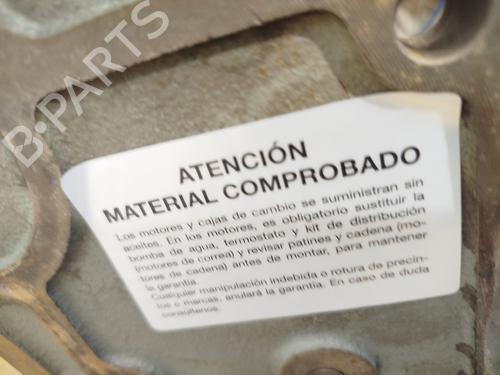 B-PARTS
ATENCIÓN
MATERIAL COMPROBADO
Los motores y cajas de cambio se suministran sin
aceites. En los motores, es obligatorio sustituir la
bomba de agua, termostato y kit de distribución
(motores de correa) y revisar patines y cadena (mo-
tores de cadena) antes de montar, para mantener
la garantía.
Cualquier manipulación indebida o rotura de precin-
tos o marcas, anulará la garantía. En caso de duda
consúltenos.